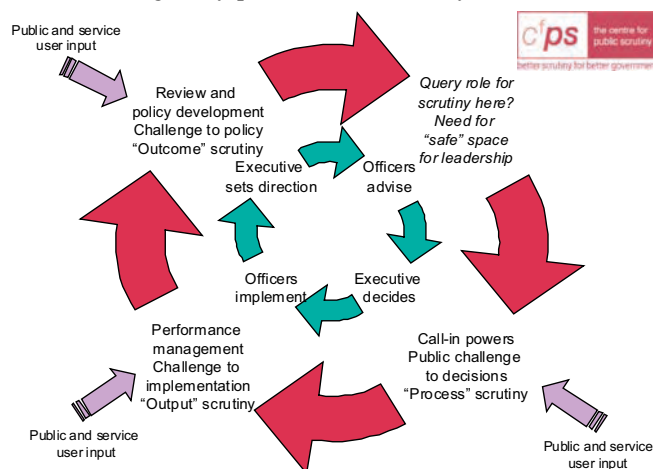 cfps
the centre for
public scrutiny
better scrutiny for better government
Public and service
user input
Review and
policy development
Challenge to policy
“Outcome” scrutiny
Query role for
scrutiny here?
Need for
“safe” space
for leadership
Executive
sets direction
Officers
advise
Officers
implement
Executive
decides
Performance
management
Challenge to
implementation
“Output” scrutiny
Call-in powers
Public challenge
to decisions
“Process” scrutiny
Public and service
user input
Public and service
user input